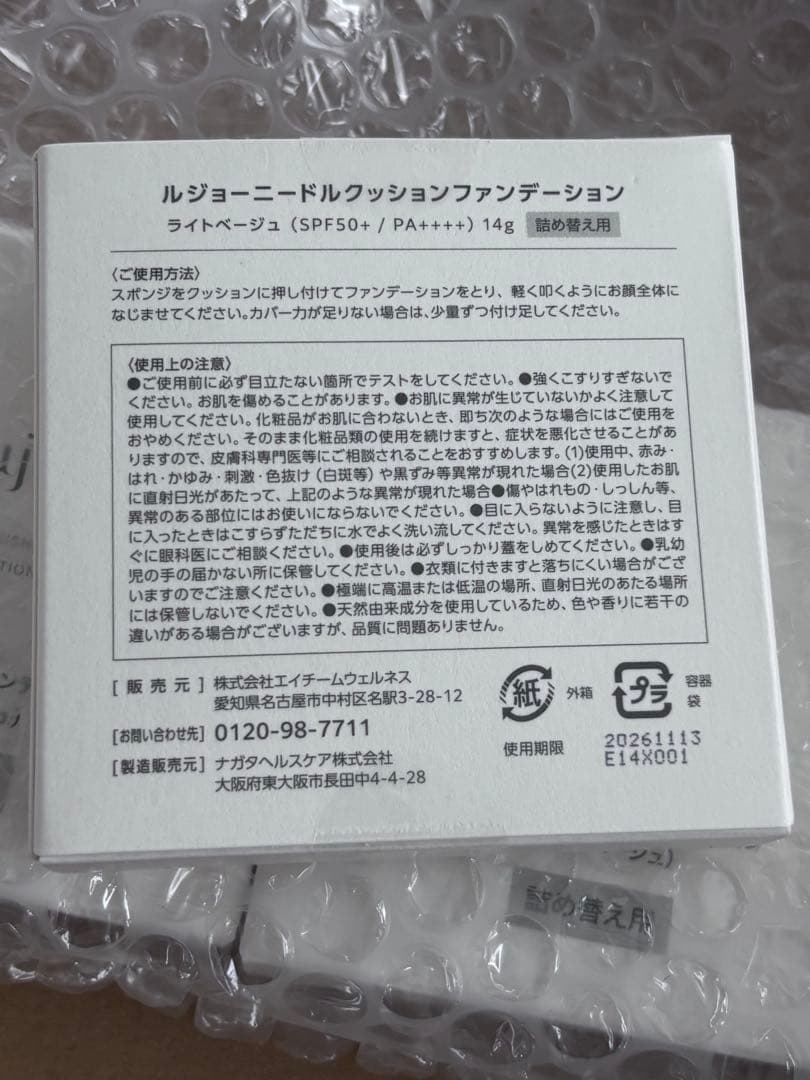 ルジョーニードルクッションファンデーション
ライトベージュ（SPF50+ / PA++++）14g 詰め替え用
〈ご使用方法〉
スポンジをクッションに押し付けてファンデーションをとり、軽く叩くようにお顔全体に
なじませてください。カバー力が足りない場合は、少量ずつ付け足してください。
〈使用上の注意〉
●ご使用前に必ず目立たない箇所でテストをしてください。●強くこすりすぎないで
ください。お肌を傷めることがあります。●お肌に異常が生じていないかよく注意して
使用してください。化粧品がお肌に合わないとき、即ち次のような場合にはご使用を
おやめください。そのまま化粧品類の使用を続けますと、症状を悪化させることがあ
りますので、皮膚科専門医等にご相談されることをおすすめします。(1)使用中、赤み・
はれ・かゆみ・刺激・色抜け（白斑等）や黒ずみ等異常が現れた場合(2)使用したお肌
に直射日光があたって、上記のような異常が現れた場合●傷やはれもの・しっしん等、
異常のある部位にはお使いにならないでください。●目に入らないように注意し、目
に入ったときはこすらずただちに水でよく洗い流してください。異常を感じたときはす
ぐに眼科医にご相談ください。●使用後は必ずしっかり蓋をしめてください。●乳幼
児の手の届かない所に保管してください。●衣類に付きますと落ちにくい場合がござ
いますのでご注意ください。●極端に高温または低温の場所、直射日光のあたる場所
には保管しないでください。●天然由来成分を使用しているため、色や香りに若干の
違いがある場合がございますが、品質に問題ありません。
[ 販 売 元 ] 株式会社エイチームウェルネス
愛知県名古屋市中村区名駅3-28-12
[お問い合わせ先] 0120-98-7711
[製造販売元] ナガタヘルスケア株式会社
大阪府東大阪市長田中4-4-28
紙 外箱
プラ 容器
袋
使用期限 20261113
E14X001
ージュ)
詰め替え用